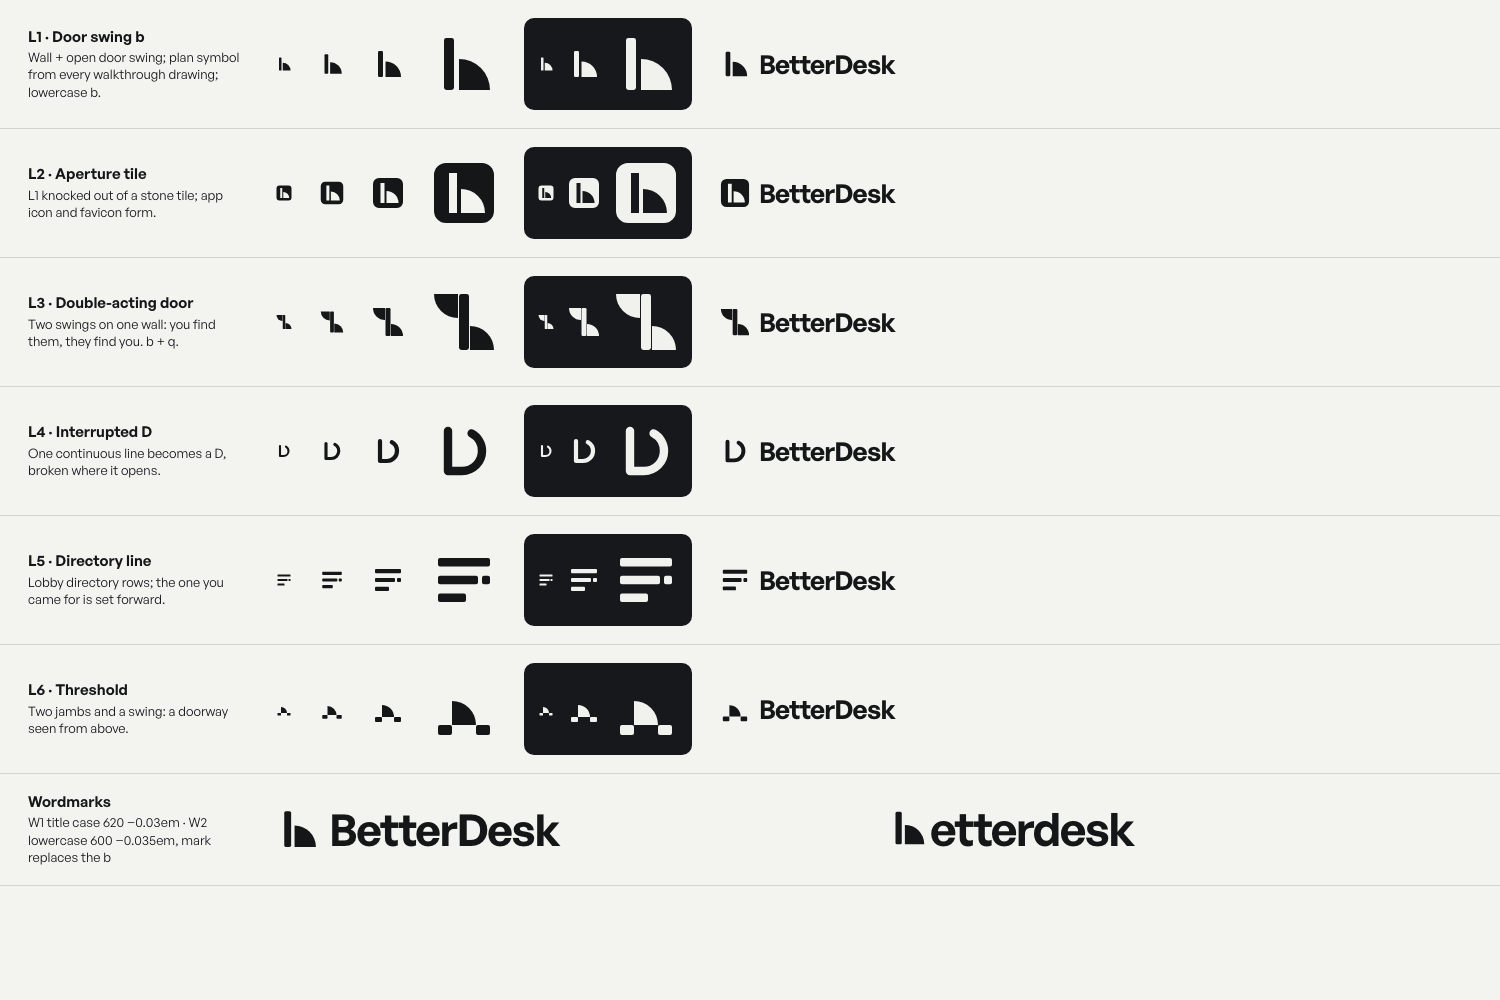 L1 · Door swing b
Wall + open door swing; plan symbol
from every walkthrough drawing;
lowercase b.
BetterDesk
L2 · Aperture tile
L1 knocked out of a stone tile; app
icon and favicon form.
BetterDesk
L3 · Double-acting door
Two swings on one wall: you find
them, they find you. b + q.
BetterDesk
L4 · Interrupted D
One continuous line becomes a D,
broken where it opens.
BetterDesk
L5 · Directory line
Lobby directory rows; the one you
came for is set forward.
BetterDesk
L6 · Threshold
Two jambs and a swing: a doorway
seen from above.
BetterDesk
Wordmarks
W1 title case 620 −0.03em · W2
lowercase 600 −0.035em, mark
replaces the b
BetterDesk
etterdesk